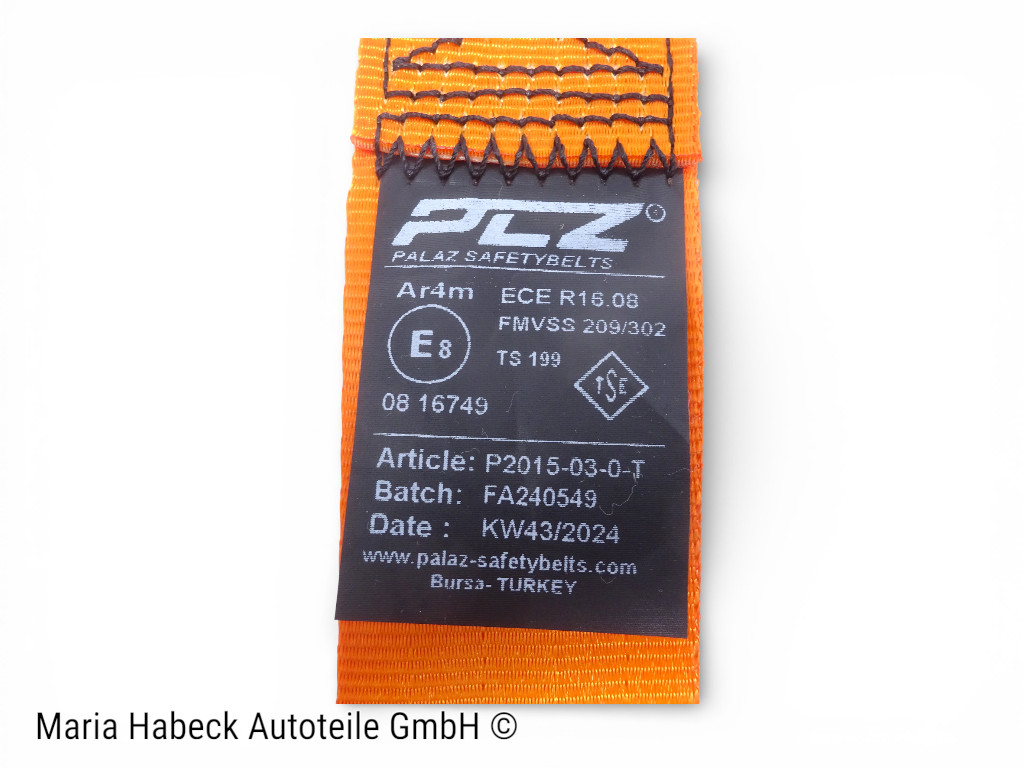 PLZ®
PALAZ SAFETYBELTS
Ar4m
ECE R16.08
FMVSS 209/302
E8
TS 199
TSE
08 16749
Article: P2015-03-0-T
Batch: FA240549
Date : KW43/2024
www.palaz-safetybelts.com
Bursa- TURKEY
Maria Habeck Autoteile GmbH ©